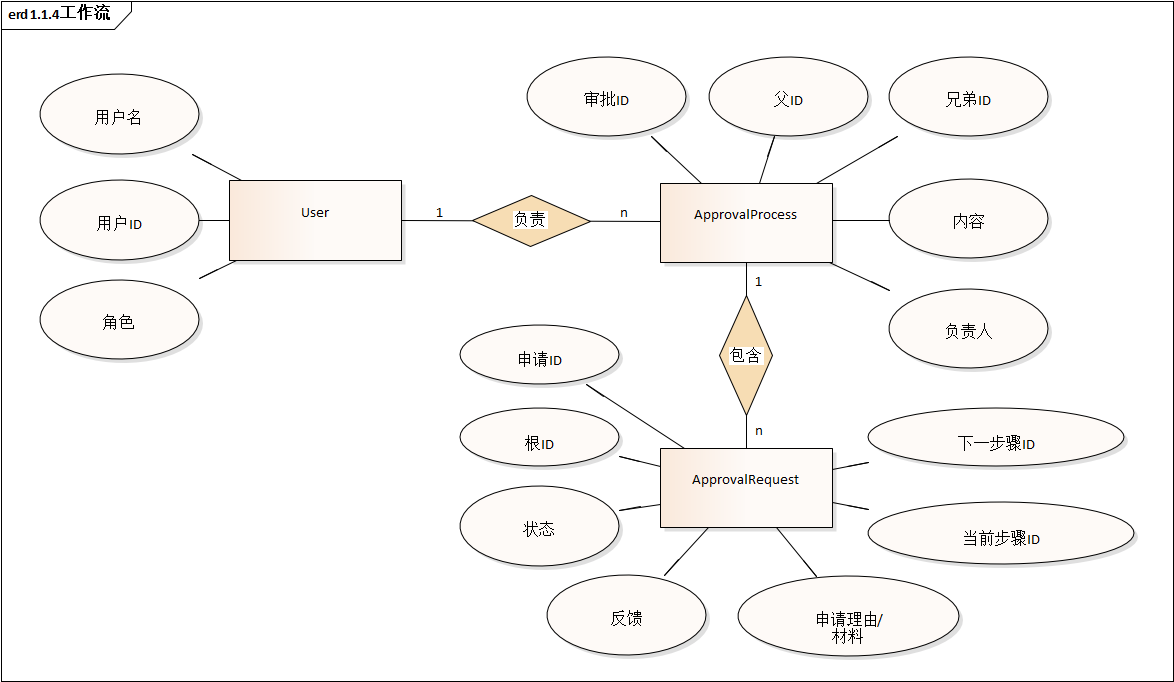 erd 1.1.4工作流
审批ID
父ID
兄弟ID
用户名
用户ID
角色
User
1
负责
n
ApprovalProcess
内容
负责人
1
包含
n
申请ID
根ID
状态
ApprovalRequest
下一步骤ID
当前步骤ID
反馈
申请理由/
材料